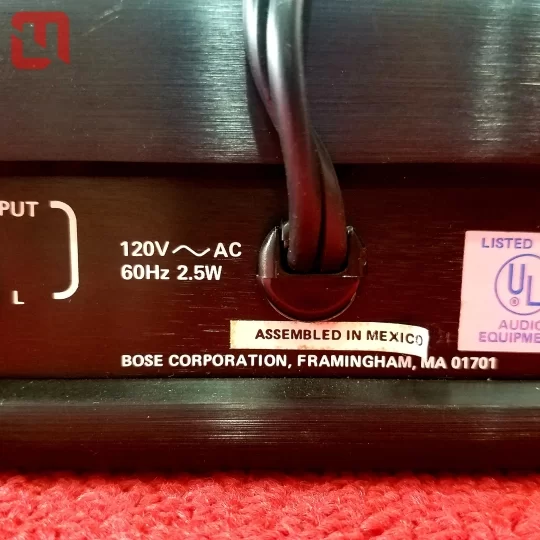 PUT
L
120V ~ AC
60Hz 2.5W
ASSEMBLED IN MEXICO
BOSE CORPORATION, FRAMINGHAM, MA 01701
LISTED
UL
®
AUDIO
EQUIPME